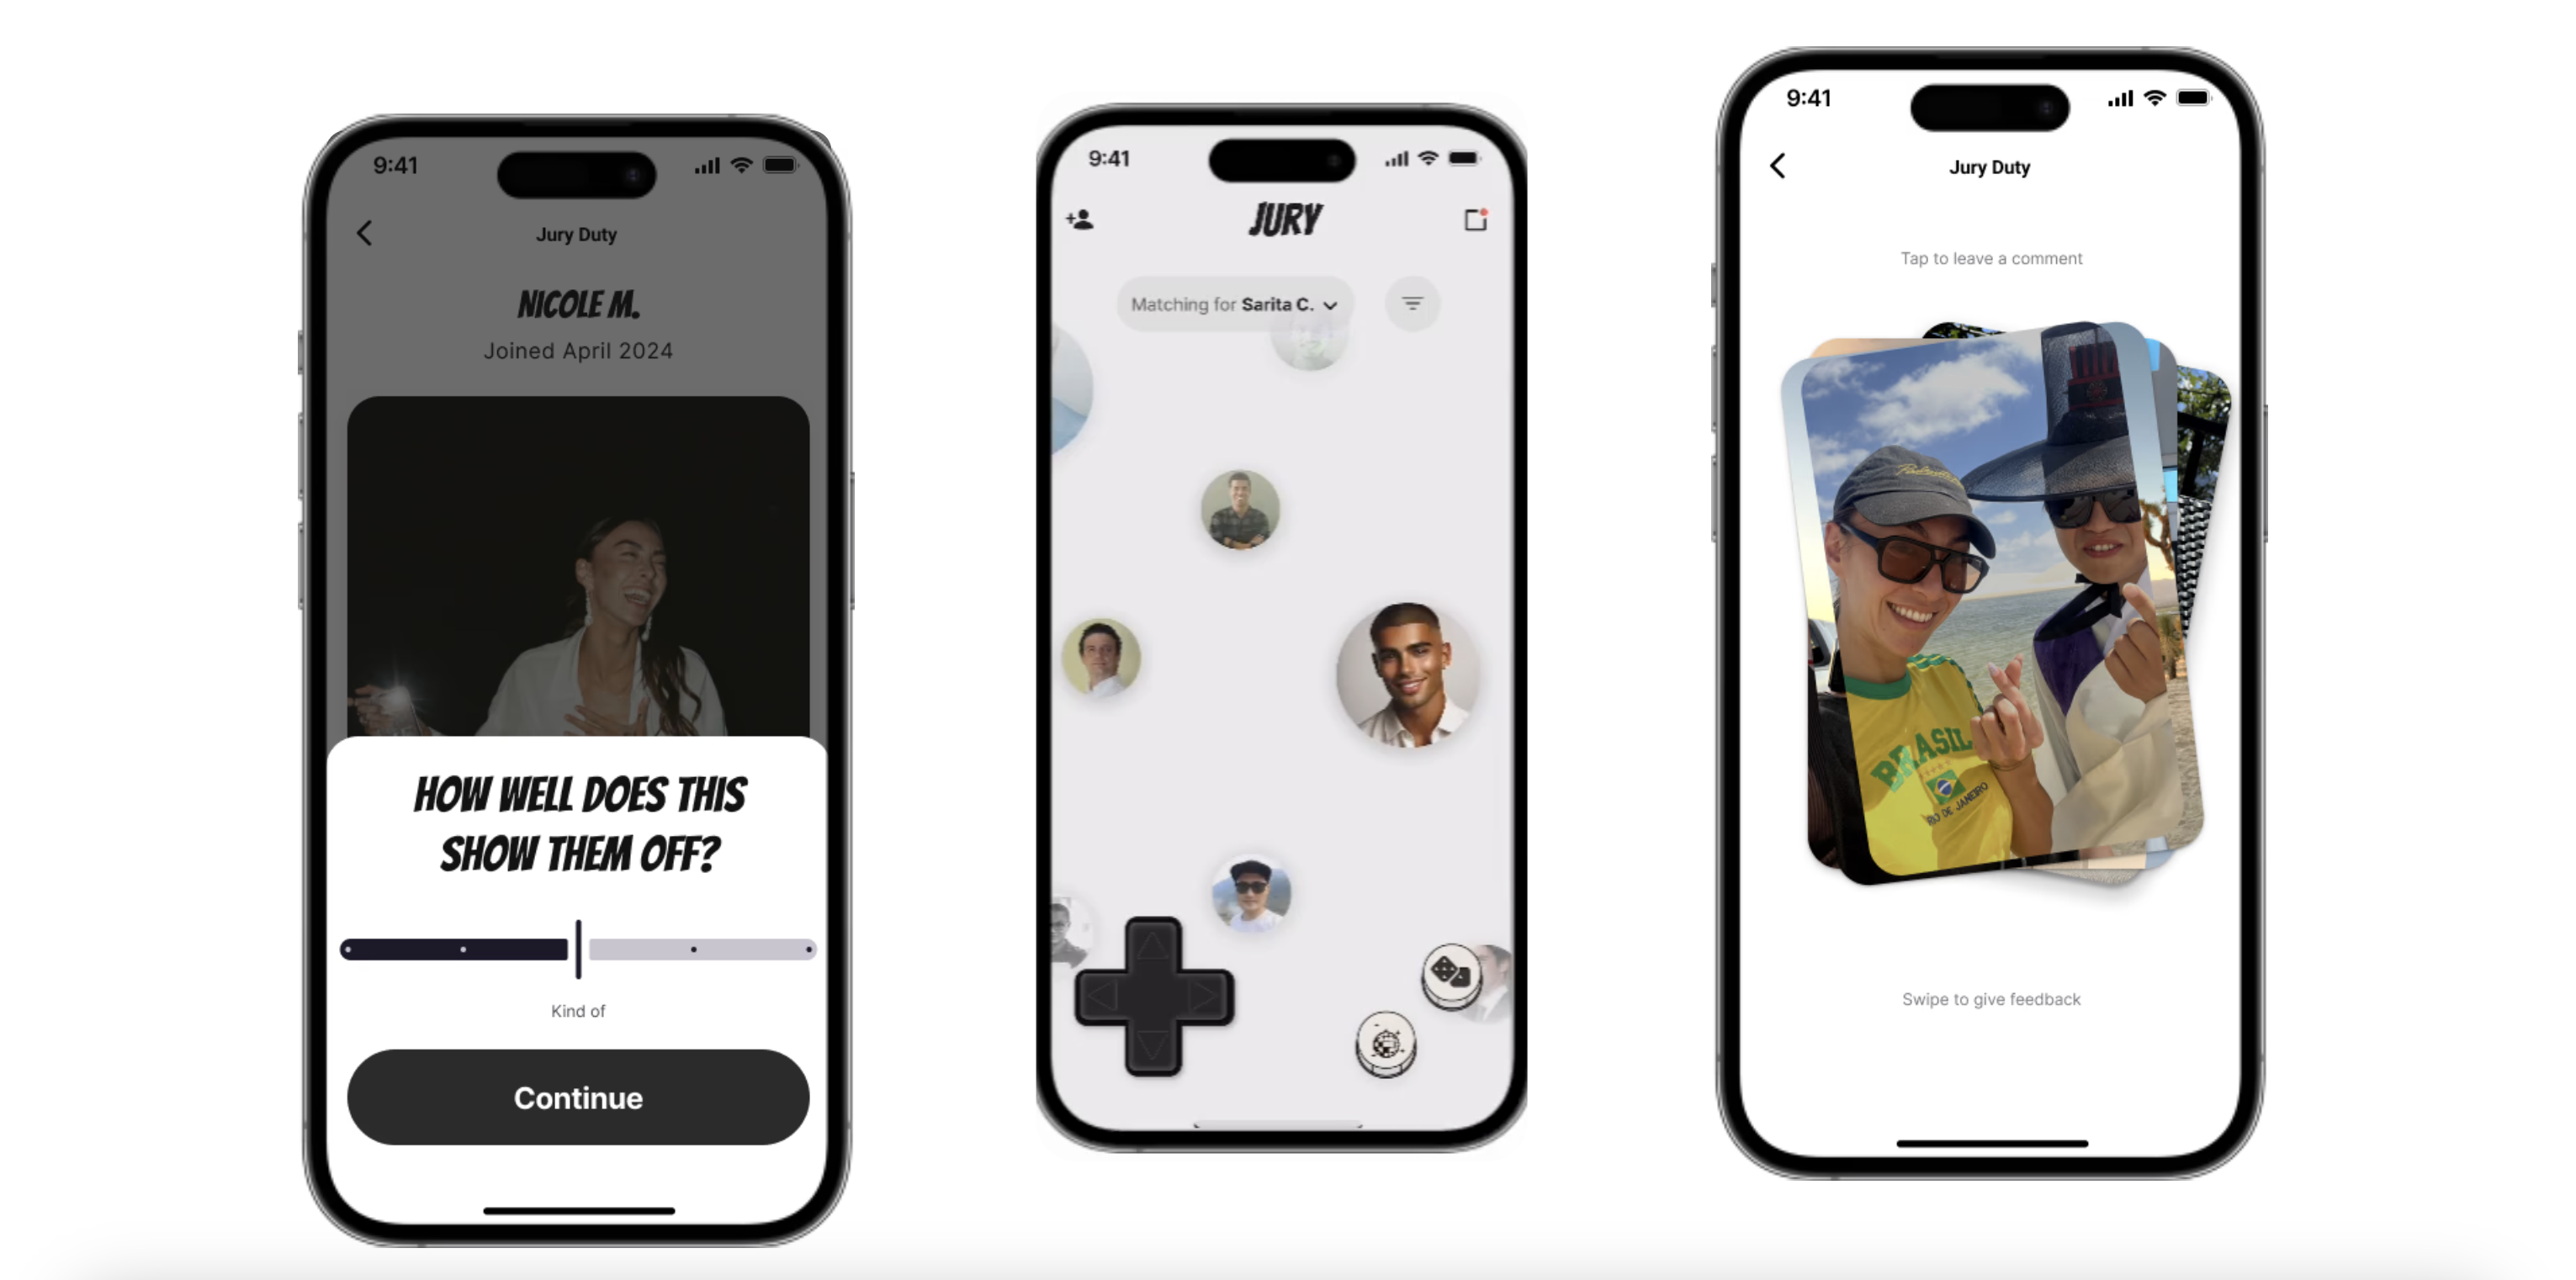 9:41
Jury Duty
NICOLE M.
Joined April 2024
HOW WELL DOES THIS
SHOW THEM OFF?
Kind of
Continue
9:41
JURY
Matching for Sarita C.
9:41
Jury Duty
Tap to leave a comment
BRASIL
RIO DE JANEIRO
Swipe to give feedback